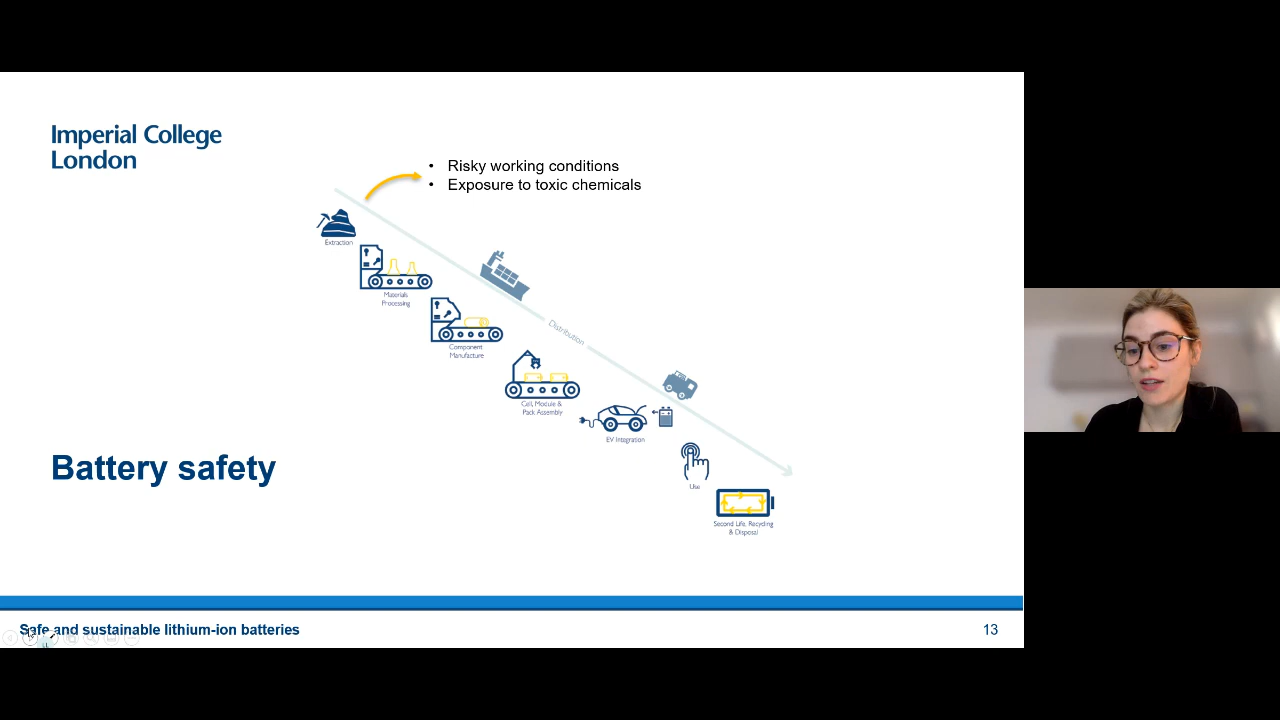 Imperial College
London
• Risky working conditions
• Exposure to toxic chemicals
Extraction
Materials
Processing
Component
Manufacture
Distribution
Cell, Module &
Pack Assembly
EV Integration
Use
Second Life, Recycling
& Disposal
Battery safety
Safe and sustainable lithium-ion batteries
13